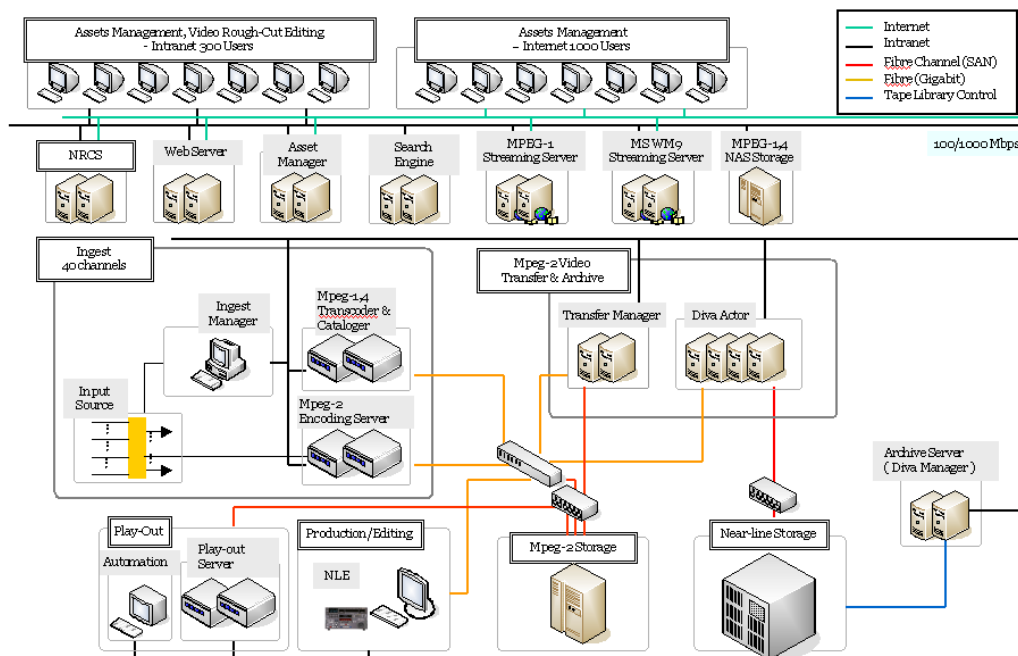 Assets Management, Video Rough-Cut Editing
- Intranet 300 Users
Assets Management
– Internet 1000 Users
Internet
Intranet
Fibre Channel (SAN)
Fibre (Gigabit)
Tape Library Control
100/1000 Mbps
NRCS
Web Server
Asset
Manager
Search
Engine
MPEG-1
Streaming Server
MS WM9
Streaming Server
MPEG-1,4
NAS Storage
Ingest
40 channels
Ingest
Manager
Mpeg-1,4
Transcoder &
Cataloger
Input
Source
Mpeg-2
Encoding Server
Mpeg-2 Video
Transfer & Archive
Transfer Manager
Diva Actor
Archive Server
( Diva Manager )
Play-Out
Automation
Play-out
Server
Production/Editing
NLE
Mpeg-2 Storage
Near-line Storage